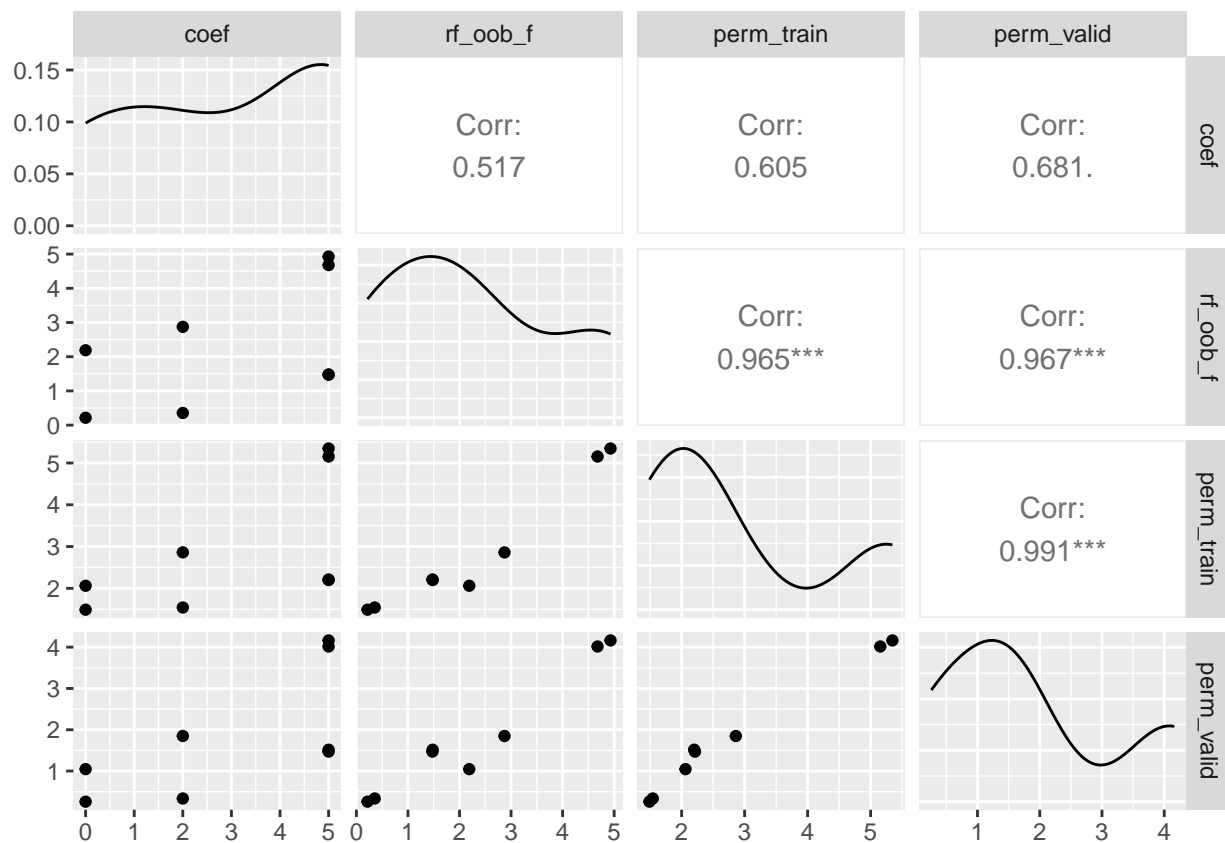 coef rf_oob_f perm_train perm_valid
0.15
0.10
0.05
0.00
Corr:
0.517
Corr:
0.605
Corr:
0.681.
coef
5
4
3
2
1
0
Corr:
0.965***
Corr:
0.967***
rf_oob_f
5
4
3
2
Corr:
0.991***
perm_train
4
3
2
1
perm_valid
0 1 2 3 4 5 0 1 2 3 4 5 2 3 4 5 1 2 3 4